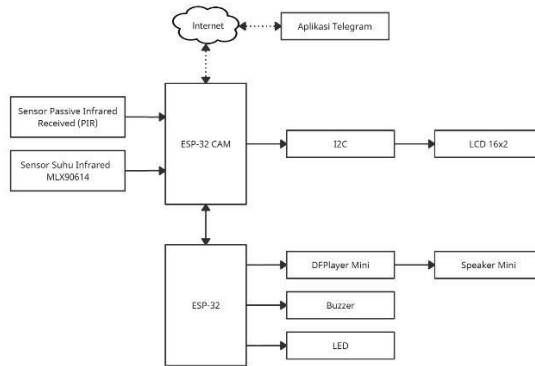 Internet
Aplikasi Telegram
Sensor Passive Infrared
Received (PIR)
Sensor Suhu Infrared
MLX90614
ESP-32 CAM
I2C
LCD 16x2
ESP-32
DFPlayer Mini
Speaker Mini
Buzzer
LED